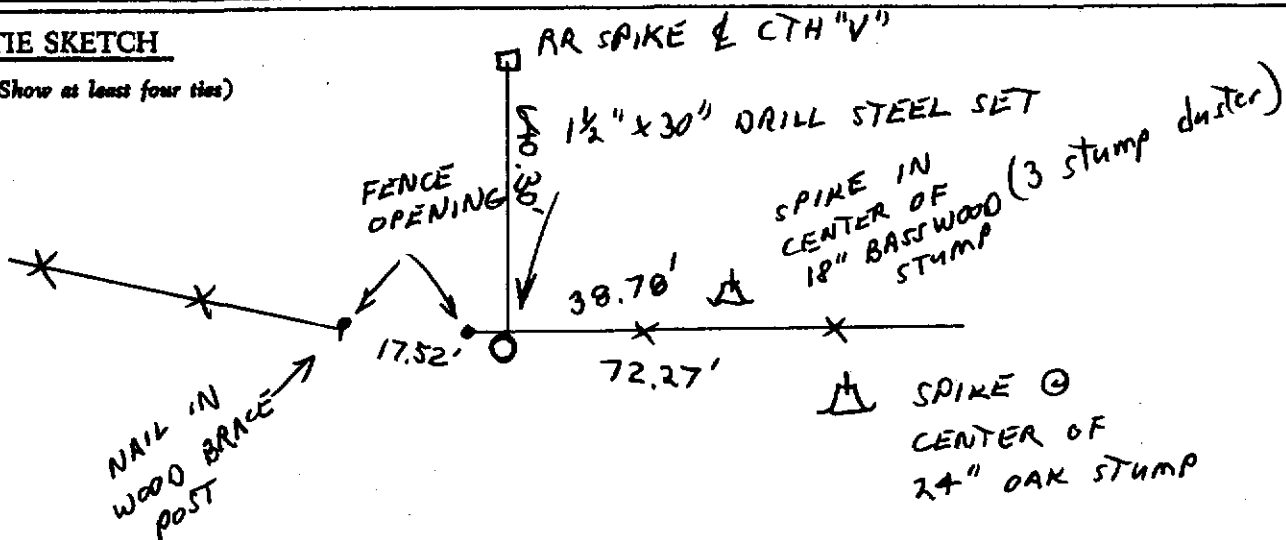 TIE SKETCH
(Show at least four ties)
RR SPIKE ℄ CTH "V"
1½" x 30" DRILL STEEL SET
FENCE
OPENING
SPIKE IN
CENTER OF
18" BASSWOOD (3 stump cluster)
STUMP
38.78'
17.52'
72.27'
NAIL IN
WOOD BRACE
POST
SPIKE @
CENTER OF
24" OAK STUMP